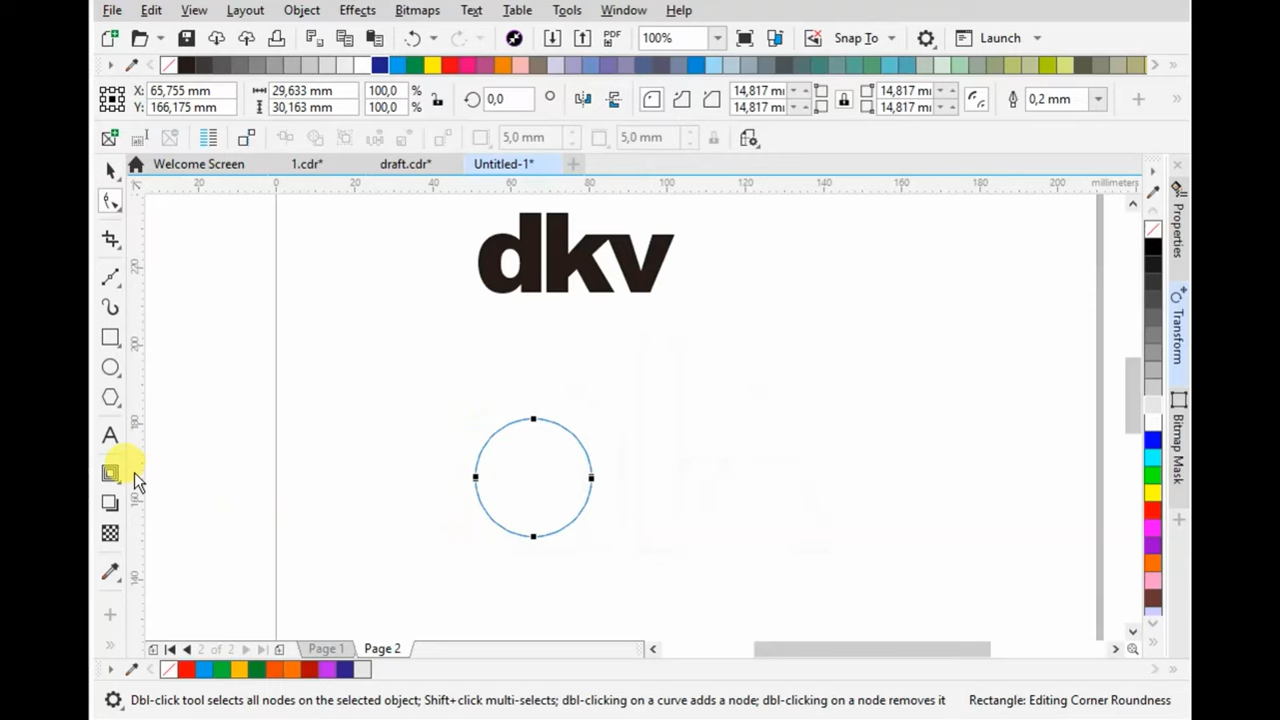 File Edit View Layout Object Effects Bitmaps Text Table Tools Window Help
PDF 100% Snap To Launch
X: 65,755 mm 29,633 mm 100,0 % 0,0 14,817 m 14,817 m 0,2 mm
Y: 166,175 mm 30,163 mm 100,0 % 14,817 m 14,817 m
5,0 mm 5,0 mm
Welcome Screen 1.cdr* draft.cdr* Untitled-1*
20 0 20 40 60 80 100 120 140 160 180 200 millimeters
dkv
220
200
180
160
140
Properties
Transform
Bitmap Mask
2 of 2 Page 1 Page 2
Dbl-click tool selects all nodes on the selected object; Shift+click multi-selects; dbl-clicking on a curve adds a node; dbl-clicking on a node removes it Rectangle: Editing Corner Roundness